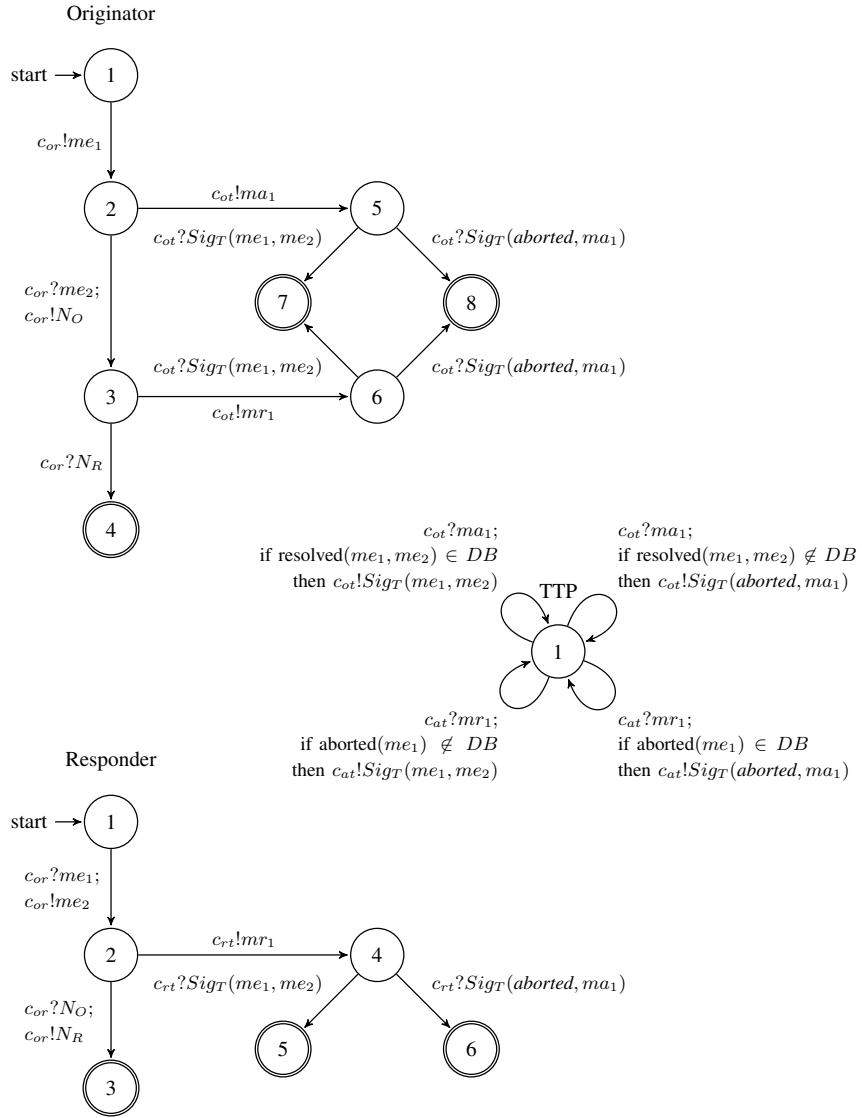 Originator
start
1
c_{or}!me_1
2
c_{ot}!ma_1
5
c_{ot}?Sig_T(me_1, me_2)
c_{ot}?Sig_T(aborted, ma_1)
c_{or}?me_2;
c_{or}!N_O
7
8
c_{ot}?Sig_T(me_1, me_2)
c_{ot}?Sig_T(aborted, ma_1)
3
c_{ot}!mr_1
6
c_{or}?N_R
4
c_{ot}?ma_1;
if resolved(me_1, me_2) ∈ DB
then c_{ot}!Sig_T(me_1, me_2)
c_{ot}?ma_1;
if resolved(me_1, me_2) ∉ DB
then c_{ot}!Sig_T(aborted, ma_1)
TTP
1
c_{at}?mr_1;
if aborted(me_1) ∉ DB
then c_{at}!Sig_T(me_1, me_2)
c_{at}?mr_1;
if aborted(me_1) ∈ DB
then c_{at}!Sig_T(aborted, ma_1)
Responder
start
1
c_{or}?me_1;
c_{or}!me_2
2
c_{rt}!mr_1
4
c_{rt}?Sig_T(me_1, me_2)
c_{rt}?Sig_T(aborted, ma_1)
c_{or}?N_O;
c_{or}!N_R
5
6
3